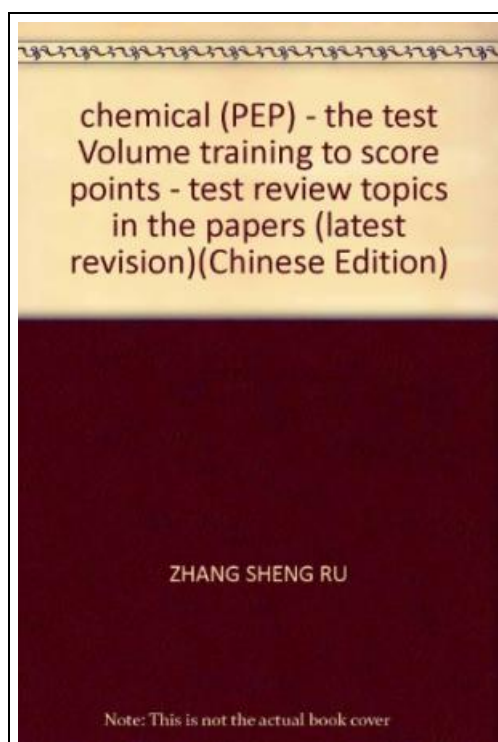 chemical (PEP) - the test
Volume training to score
points - test review topics
in the papers (latest
revision)(Chinese Edition)
ZHANG SHENG RU
Note: This is not the actual book cover